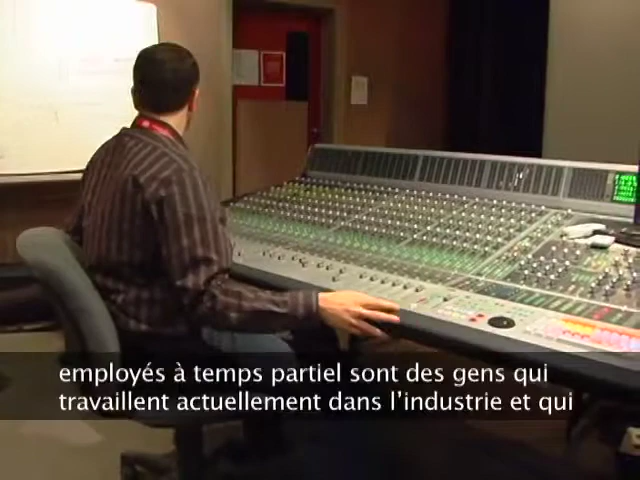 employés à temps partiel sont des gens qui
travaillent actuellement dans l'industrie et qui